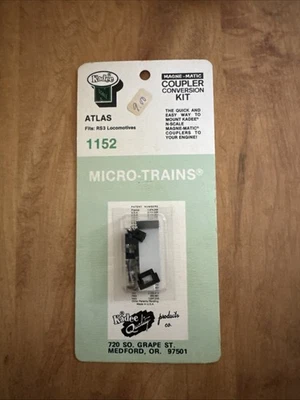 Kadee
N
ATLAS
Fits: RS3 Locomotives
1152
MAGNE-MATIC
COUPLER
CONVERSION
KIT
THE QUICK AND
EASY WAY TO
MOUNT KADEE®
N-SCALE
MAGNE-MATIC®
COUPLERS TO
YOUR ENGINE!
MICRO-TRAINS®
Kadee
Quality
products
co.
720 SO. GRAPE ST.
MEDFORD, OR. 97501